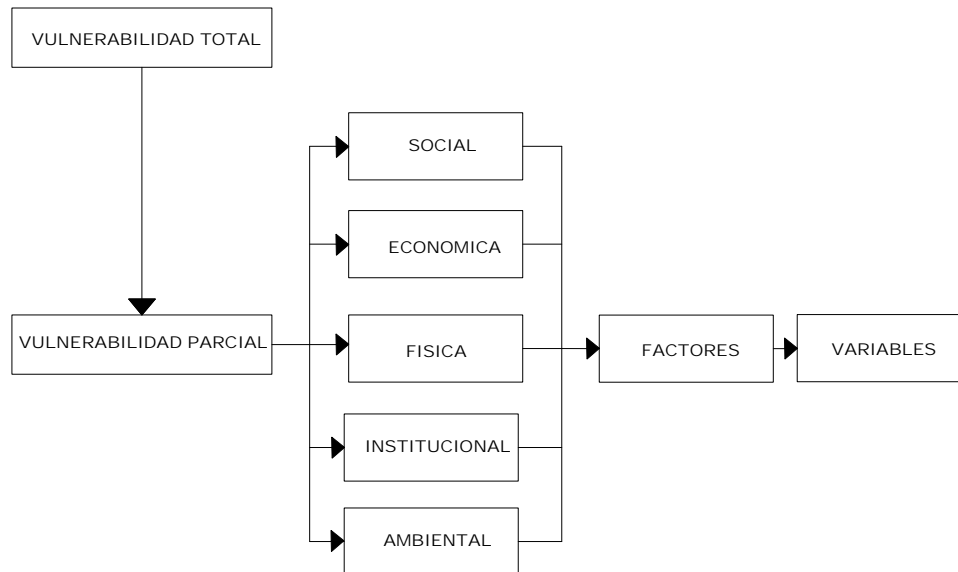 VULNERABILIDAD TOTAL
SOCIAL
ECONOMICA
VULNERABILIDAD PARCIAL
FISICA
FACTORES
VARIABLES
INSTITUCIONAL
AMBIENTAL